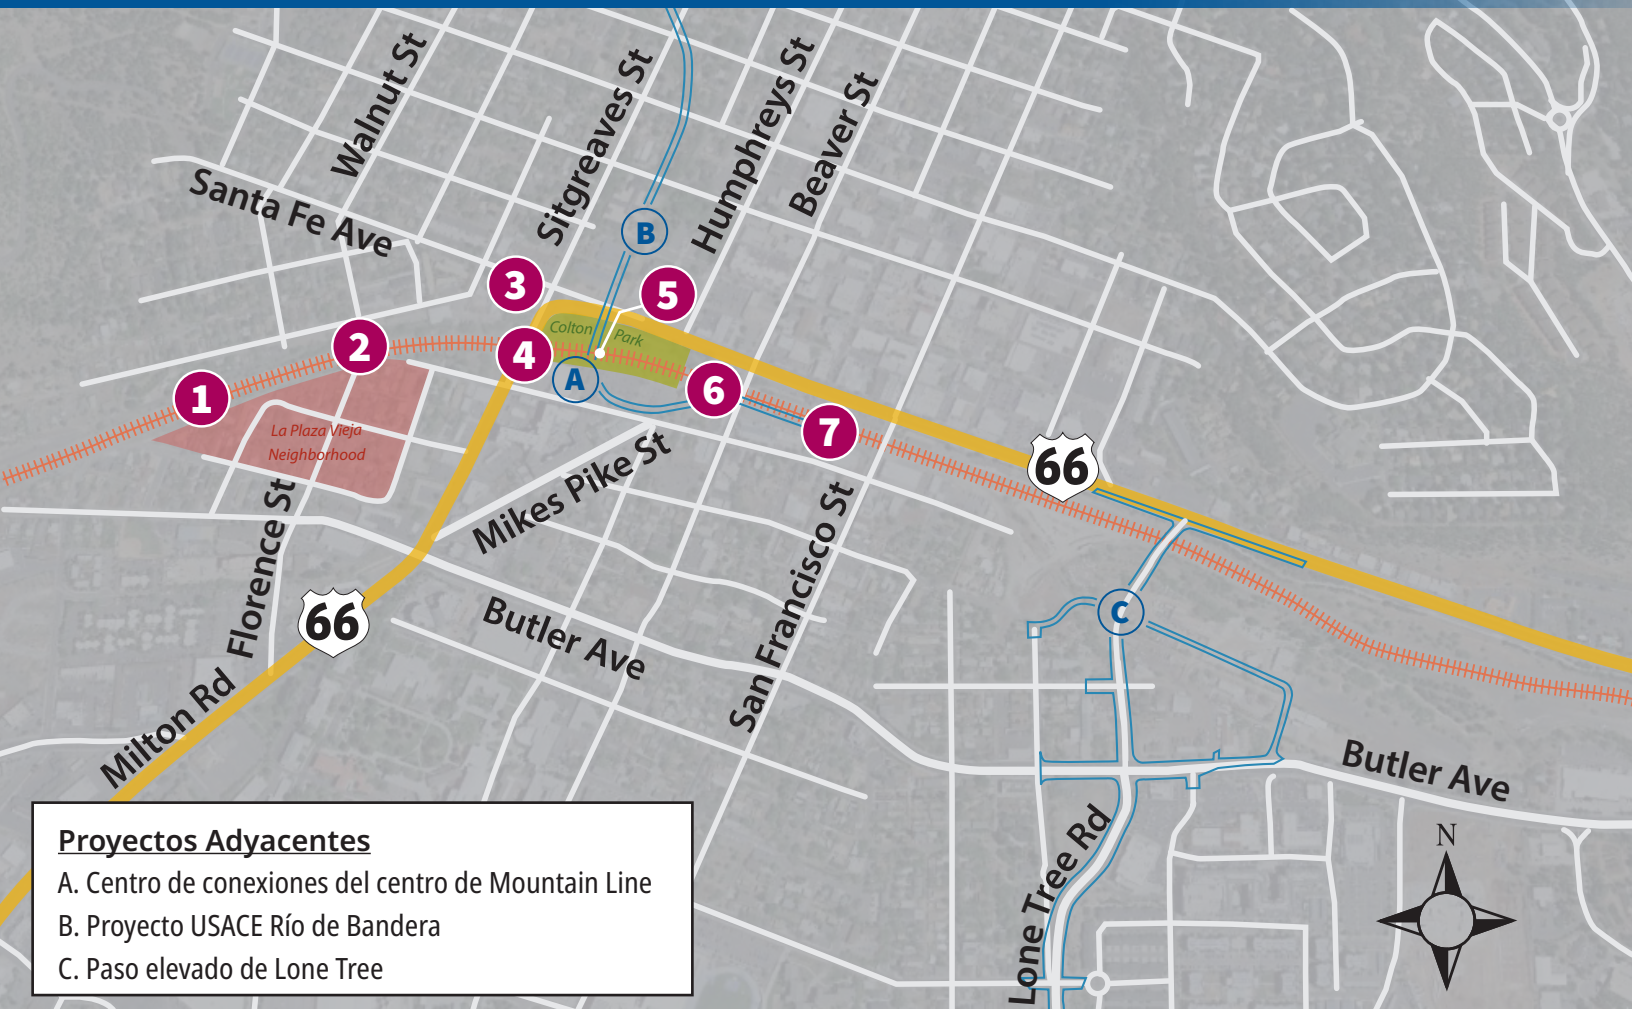 Walnut St
Sitgreaves St
Humphreys St
Beaver St
Santa Fe Ave
B
3
5
Colton Park
2
4
A
1
6
7
La Plaza Vieja
Neighborhood
66
Mikes Pike St
Florence St
San Francisco St
66
Butler Ave
C
Milton Rd
Butler Ave
Lone Tree Rd
N
Proyectos Adyacentes
A. Centro de conexiones del centro de Mountain Line
B. Proyecto USACE Río de Bandera
C. Paso elevado de Lone Tree